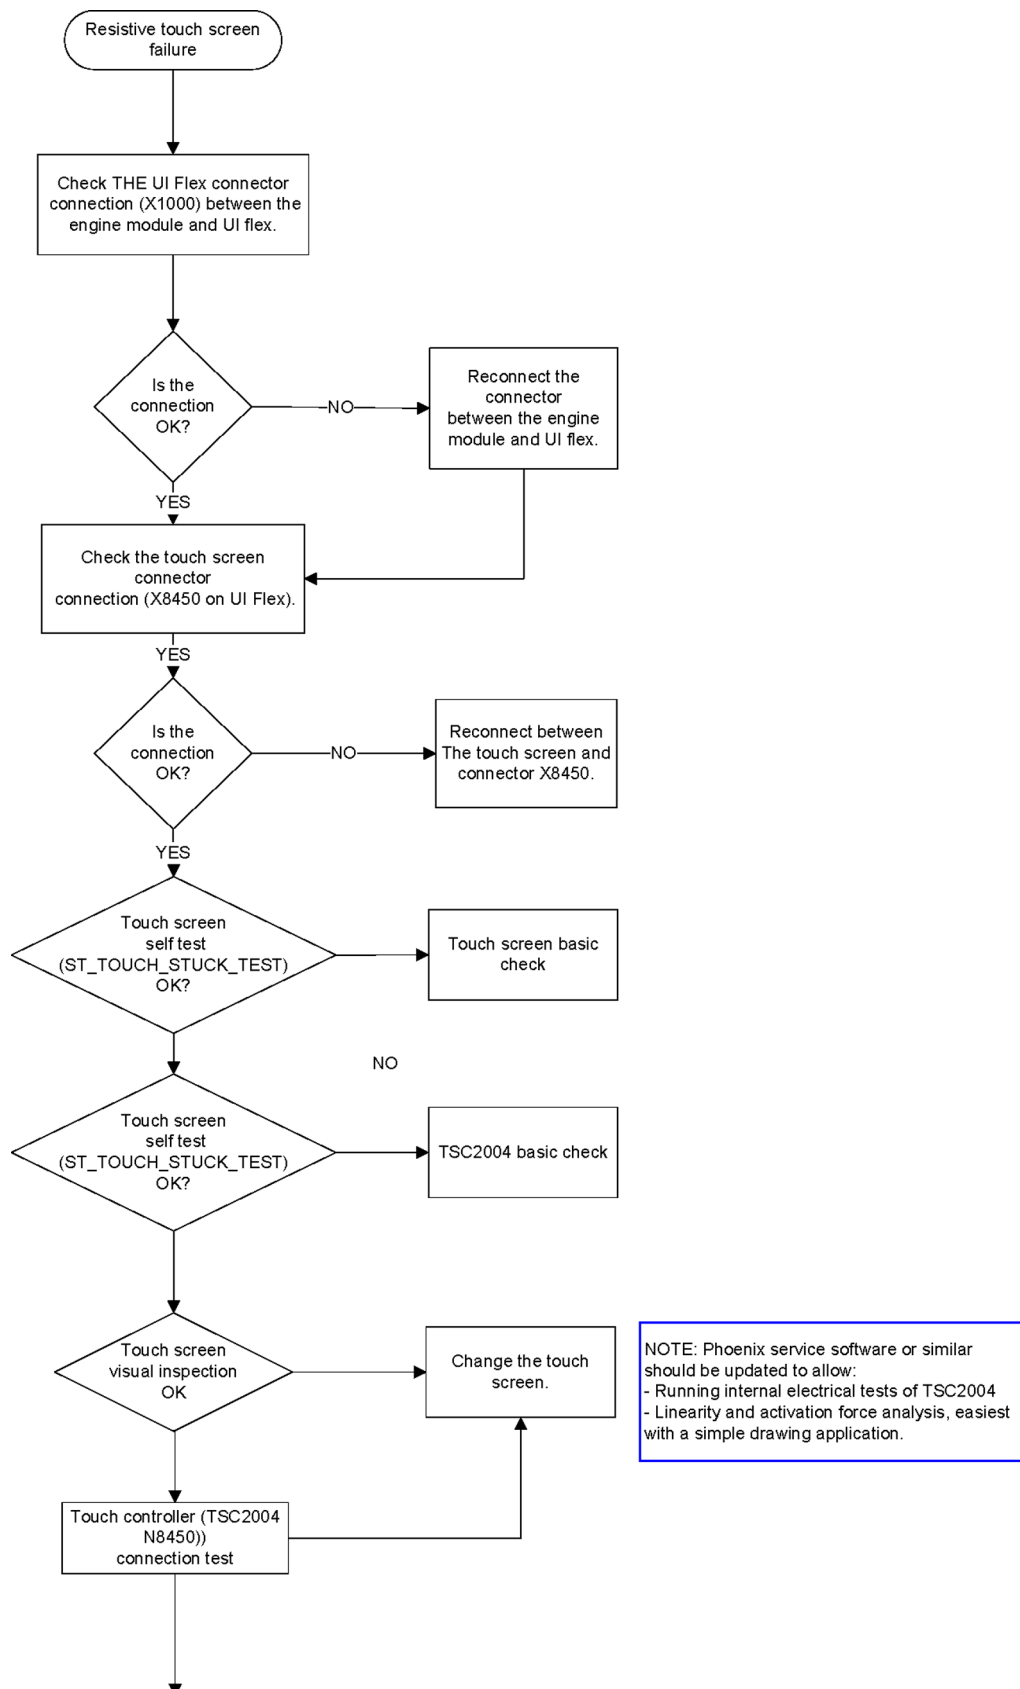 Resistive touch screen
failure
Check THE UI Flex connector
connection (X1000) between the
engine module and UI flex.
Is the
connection
OK?
NO
Reconnect the
connector
between the engine
module and UI flex.
YES
Check the touch screen
connector
connection (X8450 on UI Flex).
YES
Is the
connection
OK?
NO
Reconnect between
The touch screen and
connector X8450.
YES
Touch screen
self test
(ST_TOUCH_STUCK_TEST)
OK?
Touch screen basic
check
NO
Touch screen
self test
(ST_TOUCH_STUCK_TEST)
OK?
TSC2004 basic check
Touch screen
visual inspection
OK
Change the touch
screen.
NOTE: Phoenix service software or similar
should be updated to allow:
- Running internal electrical tests of TSC2004
- Linearity and activation force analysis, easiest
with a simple drawing application.
Touch controller (TSC2004
N8450))
connection test